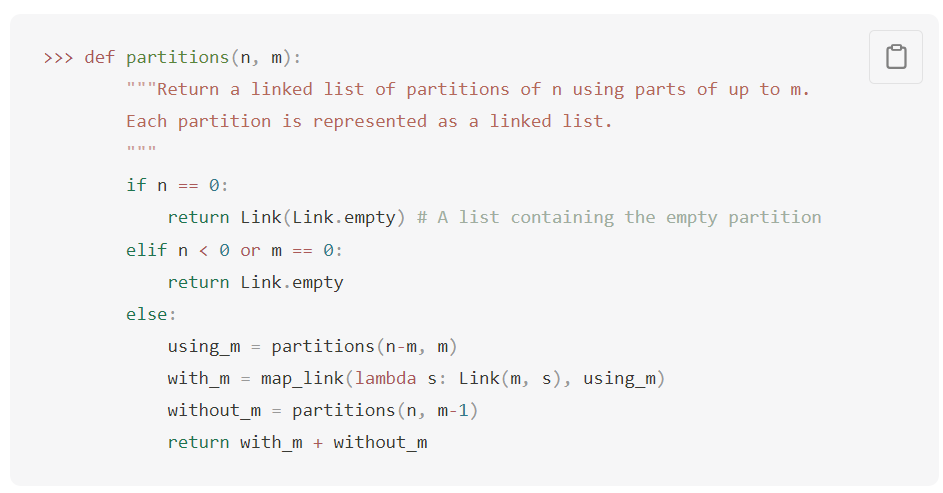 >>> def partitions(n, m):
        """Return a linked list of partitions of n using parts of up to m.
        Each partition is represented as a linked list.
        """
        if n == 0:
            return Link(Link.empty) # A list containing the empty partition
        elif n < 0 or m == 0:
            return Link.empty
        else:
            using_m = partitions(n-m, m)
            with_m = map_link(lambda s: Link(m, s), using_m)
            without_m = partitions(n, m-1)
            return with_m + without_m